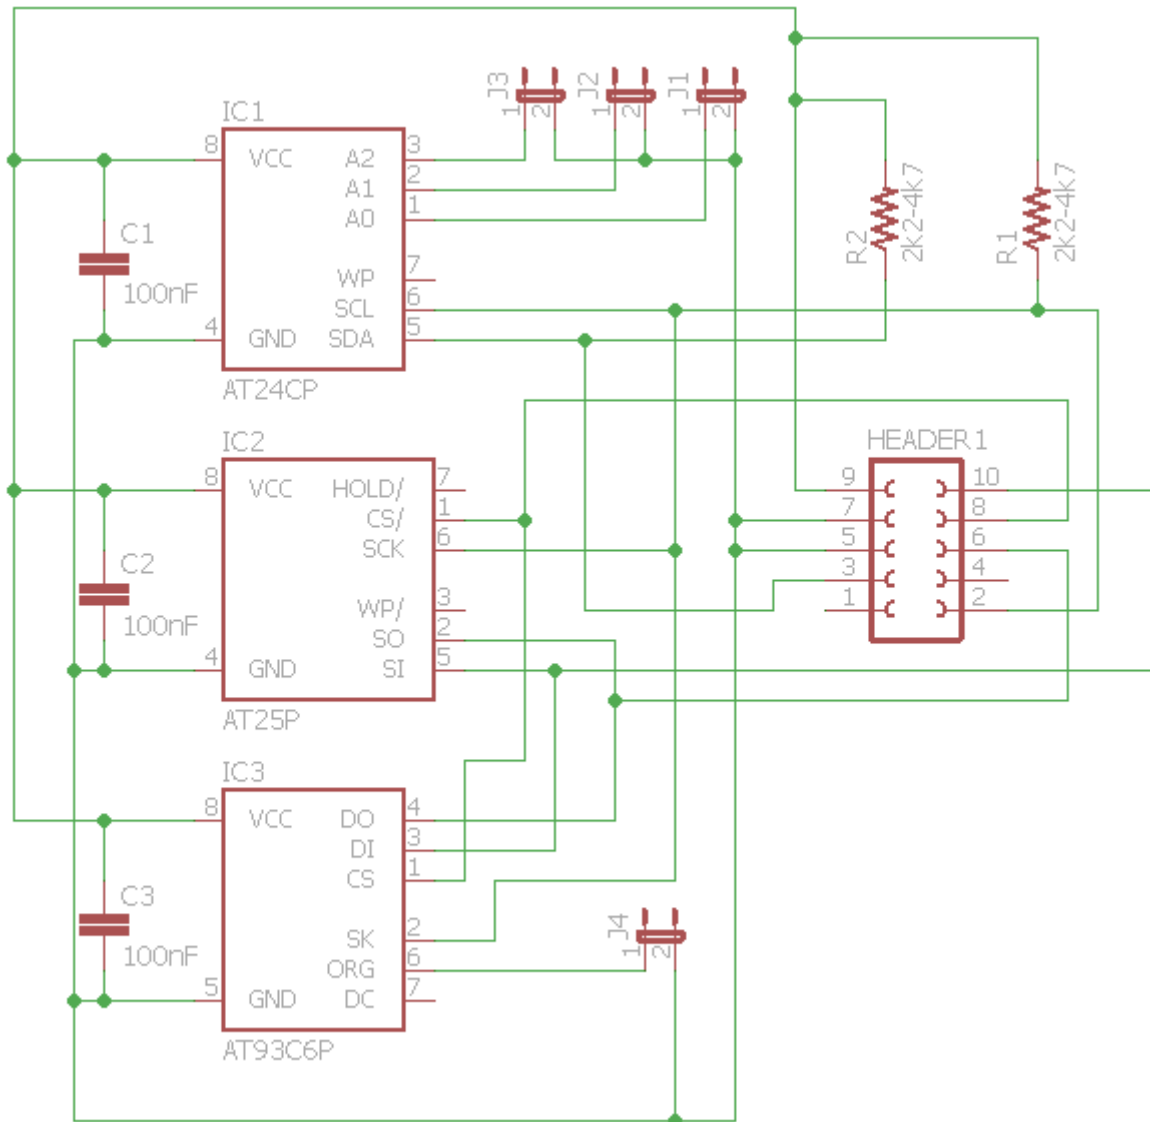 J3
1
2
J2
1
2
J1
1
2
IC1
8 VCC A2 3
A1 2
A0 1
WP 7
SCL 6
4 GND SDA 5
AT24CP
C1
100nF
R2
2k2-4k7
R1
2k2-4k7
IC2
8 VCC HOLD/ 7
CS/ 1
SCK 6
WP/ 3
SO 2
4 GND SI 5
AT25P
C2
100nF
HEADER1
9 10
7 8
5 6
3 4
1 2
IC3
8 VCC DO 4
DI 3
CS 1
SK 2
ORG 6
5 GND DC 7
AT93C6P
C3
100nF
J4
1
2